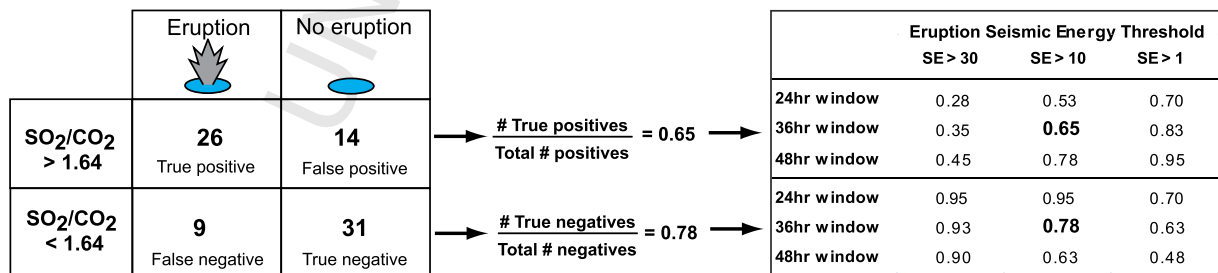 Eruption No eruption
SO2/CO2 > 1.64
26 14
True positive False positive
SO2/CO2 < 1.64
9 31
False negative True negative
# True positives
Total # positives
= 0.65
# True negatives
Total # negatives
= 0.78
Eruption Seismic Energy Threshold
SE > 30 SE > 10 SE > 1
24hr window 0.28 0.53 0.70
36hr window 0.35 0.65 0.83
48hr window 0.45 0.78 0.95
24hr window 0.95 0.95 0.70
36hr window 0.93 0.78 0.63
48hr window 0.90 0.63 0.48
UN